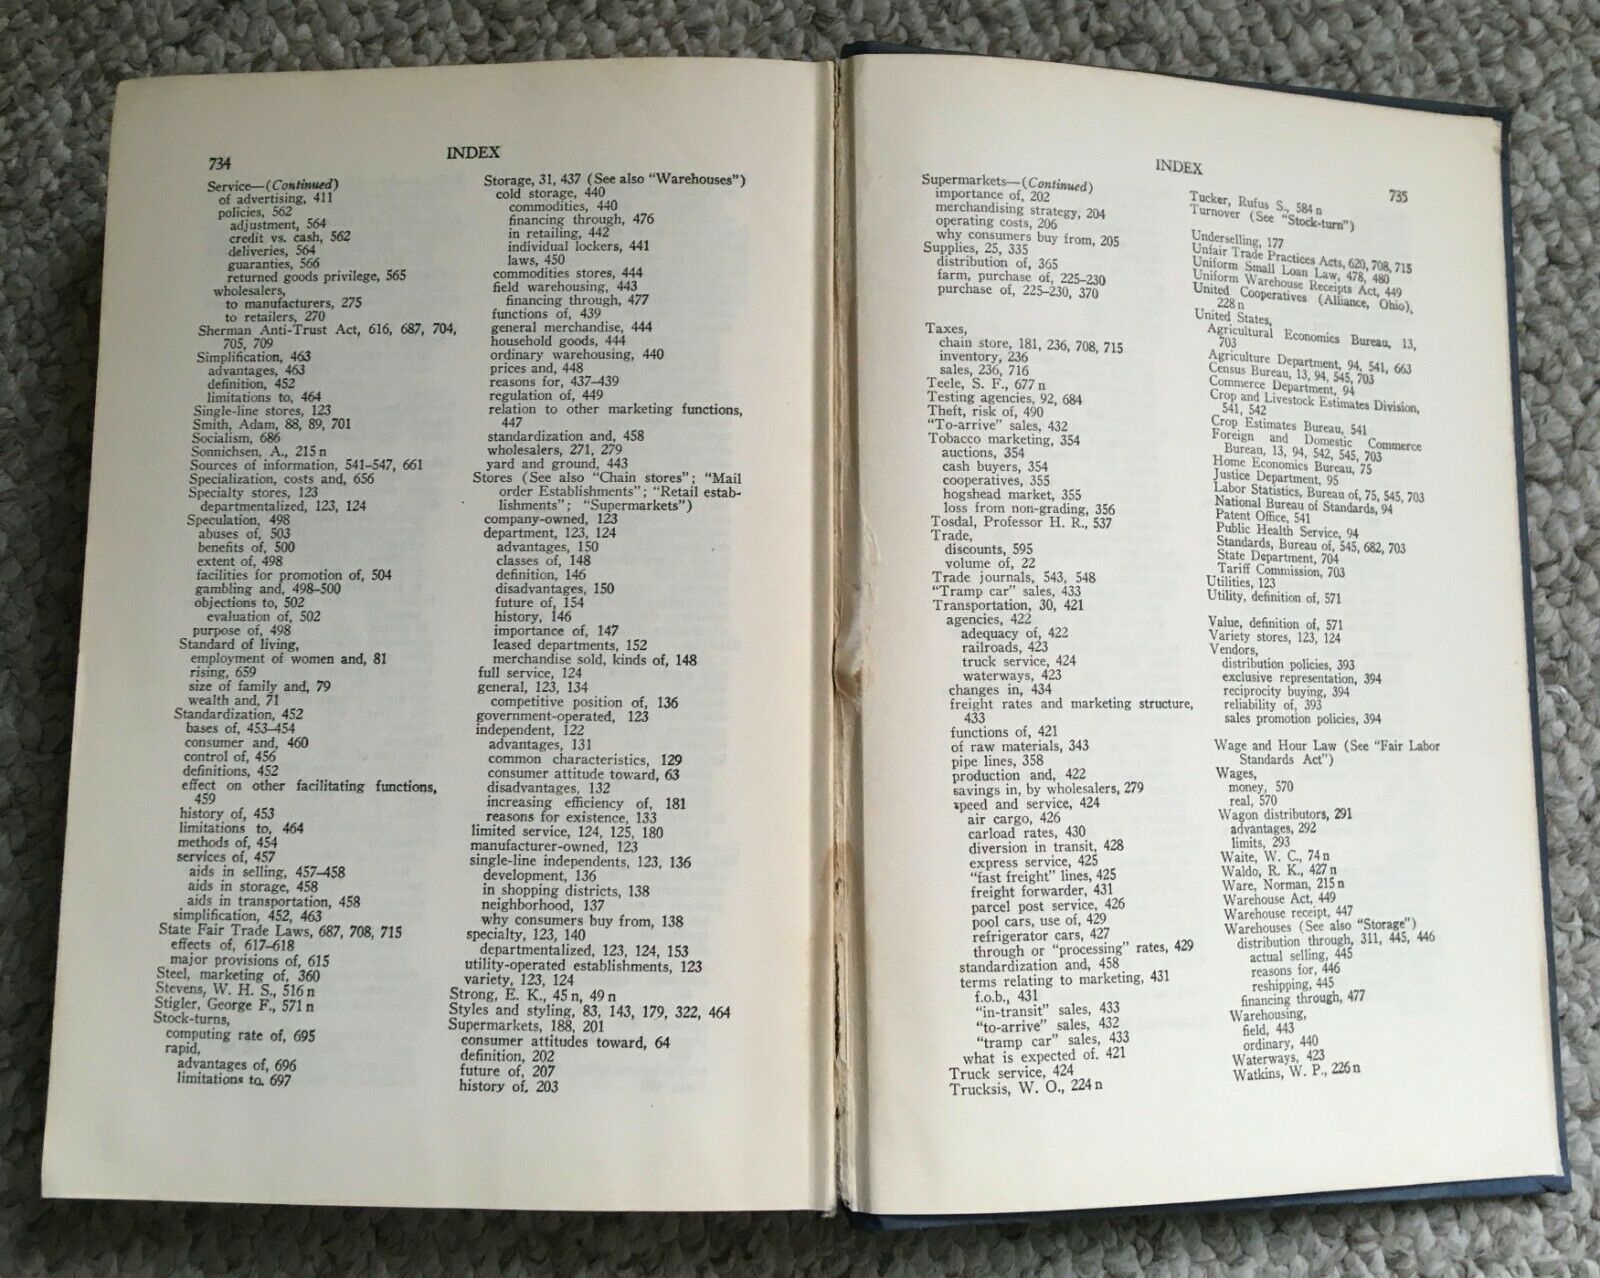 734
INDEX
Service—(Continued)
of advertising, 411
policies, 562
adjustment, 564
credit vs. cash, 562
deliveries, 564
guaranties, 566
returned goods privilege, 565
wholesalers,
to manufacturers, 275
to retailers, 270
Sherman Anti-Trust Act, 616, 687, 704,
705, 709
Simplification, 463
advantages, 463
definition, 452
limitations to, 464
Single-line stores, 123
Smith, Adam, 88, 89, 701
Socialism, 686
Sonnichsen, A., 215 n
Sources of information, 541–547, 661
Specialization, costs and, 656
Specialty stores, 123
departmentalized, 123, 124
Speculation, 498
abuses of, 503
benefits of, 500
extent of, 498
facilities for promotion of, 504
gambling and, 498–500
objections to, 502
evaluation of, 502
purpose of, 498
Standard of living,
employment of women and, 81
rising, 659
size of family and, 79
wealth and, 71
Standardization, 452
bases of, 453–454
consumer and, 460
control of, 456
definitions, 452
effect on other facilitating functions,
459
history of, 453
limitations to, 464
methods of, 454
services of, 457
aids in selling, 457–458
aids in storage, 458
aids in transportation, 458
simplification, 452, 463
State Fair Trade Laws, 687, 708, 715
effects of, 617–618
major provisions of, 615
Steel, marketing of, 360
Stevens, W. H. S., 516 n
Stigler, George F., 571 n
Stock-turns,
computing rate of, 695
rapid,
advantages of, 696
limitations to, 697
Storage, 31, 437 (See also "Warehouses")
cold storage, 440
commodities, 440
financing through, 476
in retailing, 442
individual lockers, 441
laws, 450
commodities stores, 444
field warehousing, 443
financing through, 477
functions of, 439
general merchandise, 444
household goods, 444
ordinary warehousing, 440
prices and, 448
reasons for, 437–439
regulation of, 449
relation to other marketing functions,
447
standardization and, 458
wholesalers, 271, 279
yard and ground, 443
Stores (See also "Chain stores"; "Mail
order Establishments"; "Retail estab-
lishments"; "Supermarkets")
company-owned, 123
department, 123, 124
advantages, 150
classes of, 148
definition, 146
disadvantages, 150
future of, 154
history, 146
importance of, 147
leased departments, 152
merchandise sold, kinds of, 148
full service, 124
general, 123, 134
competitive position of, 136
government-operated, 123
independent, 122
advantages, 131
common characteristics, 129
consumer attitude toward, 63
disadvantages, 132
increasing efficiency of, 181
reasons for existence, 133
limited service, 124, 125, 180
manufacturer-owned, 123
single-line independents, 123, 136
development, 136
in shopping districts, 138
neighborhood, 137
why consumers buy from, 138
specialty, 123, 140
departmentalized, 123, 124, 153
utility-operated establishments, 123
variety, 123, 124
Strong, E. K., 45 n, 49 n
Styles and styling, 83, 143, 179, 322, 464
Supermarkets, 188, 201
consumer attitudes toward, 64
definition, 202
future of, 207
history of, 203
INDEX
735
Supermarkets—(Continued)
importance of, 202
merchandising strategy, 204
operating costs, 206
why consumers buy from, 205
Supplies, 25, 335
distribution of, 365
farm, purchase of, 225–230
purchase of, 225–230, 370
Taxes,
chain store, 181, 236, 708, 715
inventory, 236
sales, 236, 716
Teele, S. F., 677 n
Testing agencies, 92, 684
Theft, risk of, 490
"To-arrive" sales, 432
Tobacco marketing, 354
auctions, 354
cash buyers, 354
cooperatives, 355
hogshead market, 355
loss from non-grading, 356
Tosdal, Professor H. R., 537
Trade,
discounts, 595
volume of, 22
Trade journals, 543, 548
"Tramp car" sales, 433
Transportation, 30, 421
agencies, 422
adequacy of, 422
railroads, 423
truck service, 424
waterways, 423
changes in, 434
freight rates and marketing structure,
433
functions of, 421
of raw materials, 343
pipe lines, 358
production and, 422
savings in, by wholesalers, 279
speed and service, 424
air cargo, 426
carload rates, 430
diversion in transit, 428
express service, 425
"fast freight" lines, 425
freight forwarder, 431
parcel post service, 426
pool cars, use of, 429
refrigerator cars, 427
through or "processing" rates, 429
standardization and, 458
terms relating to marketing, 431
f.o.b., 431
"in-transit" sales, 433
"to-arrive" sales, 432
"tramp car" sales, 433
what is expected of, 421
Truck service, 424
Trucksis, W. O., 224 n
Tucker, Rufus S., 584 n
Turnover (See "Stock-turn")
Underselling, 177
Unfair Trade Practices Acts, 620, 708, 715
Uniform Small Loan Law, 478, 480
Uniform Warehouse Receipts Act, 449
United Cooperatives (Alliance, Ohio),
228 n
United States,
Agricultural Economics Bureau, 13,
703
Agriculture Department, 94, 541, 663
Census Bureau, 13, 94, 545, 703
Commerce Department, 94
Crop and Livestock Estimates Division,
541, 542
Crop Estimates Bureau, 541
Foreign and Domestic Commerce
Bureau, 13, 94, 542, 545, 703
Home Economics Bureau, 75
Justice Department, 95
Labor Statistics, Bureau of, 75, 545, 703
National Bureau of Standards, 94
Patent Office, 541
Public Health Service, 94
Standards, Bureau of, 545, 682, 703
State Department, 704
Tariff Commission, 703
Utilities, 123
Utility, definition of, 571
Value, definition of, 571
Variety stores, 123, 124
Vendors,
distribution policies, 393
exclusive representation, 394
reciprocity buying, 394
reliability of, 393
sales promotion policies, 394
Wage and Hour Law (See "Fair Labor
Standards Act")
Wages,
money, 570
real, 570
Wagon distributors, 291
advantages, 292
limits, 293
Waite, W. C., 74 n
Waldo, R. K., 427 n
Ware, Norman, 215 n
Warehouse Act, 449
Warehouse receipt, 447
Warehouses (See also "Storage")
distribution through, 311, 445, 446
actual selling, 445
reasons for, 446
reshipping, 445
financing through, 477
Warehousing,
field, 443
ordinary, 440
Waterways, 423
Watkins, W. P., 226 n